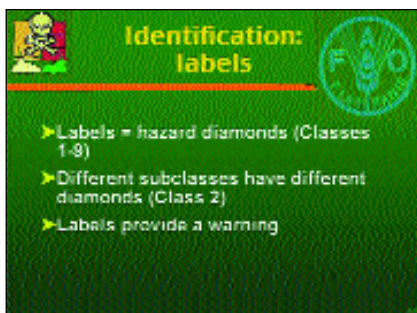 Identification:
labels
F A O
➤Labels = hazard diamonds (Classes
1-9)
➤Different subclasses have different
diamonds (Class 2)
➤Labels provide a warning